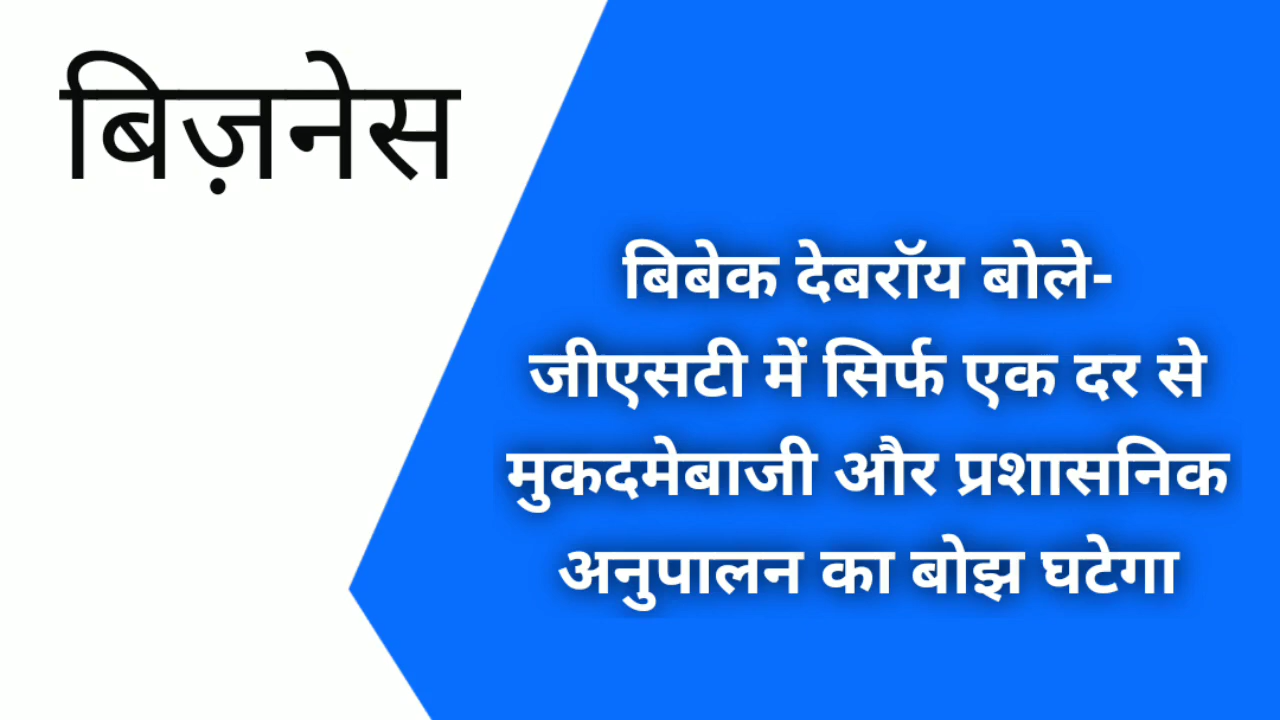 बिज़नेस
बिबेक देबरॉय बोले-
जीएसटी में सिर्फ एक दर से
मुकदमेबाजी और प्रशासनिक
अनुपालन का बोझ घटेगा